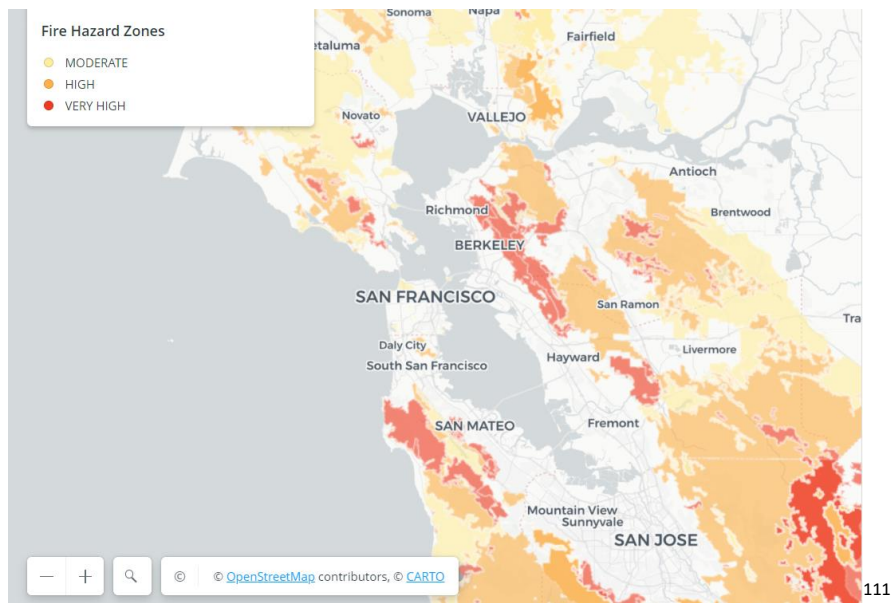 Fire Hazard Zones
MODERATE
HIGH
VERY HIGH
Sonoma
Napa
Fairfield
etaluma
Novato
VALLEJO
Antioch
Richmond
Brentwood
BERKELEY
SAN FRANCISCO
San Ramon
Tra
Daly City
Livermore
Hayward
South San Francisco
SAN MATEO
Fremont
Mountain View
Sunnyvale
SAN JOSE
© © OpenStreetMap contributors, © CARTO
111